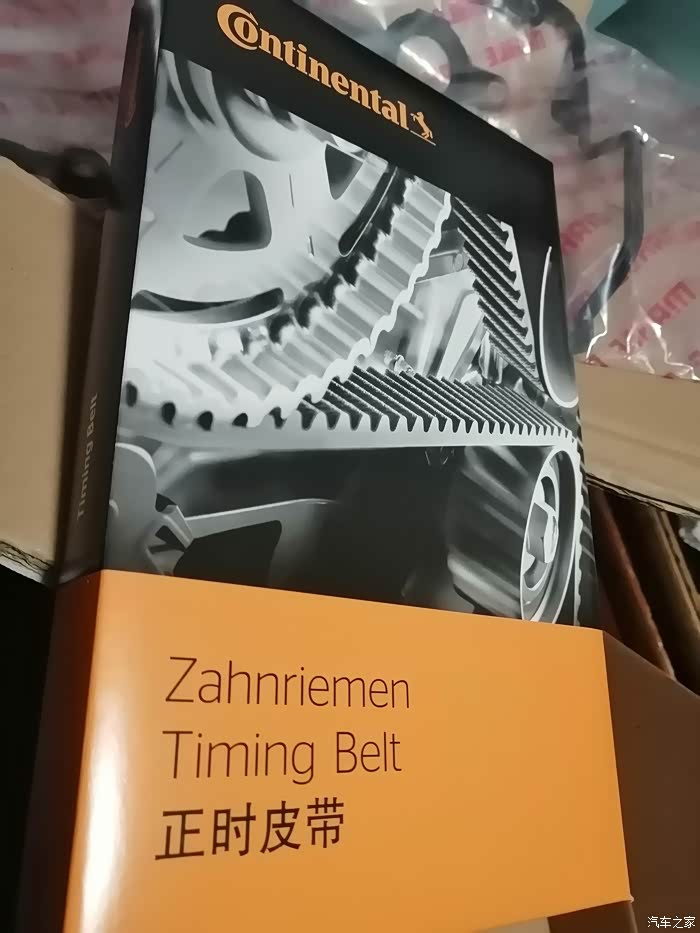 Continental
Timing Belt
Zahnriemen
Timing Belt
正时皮带
汽车之家